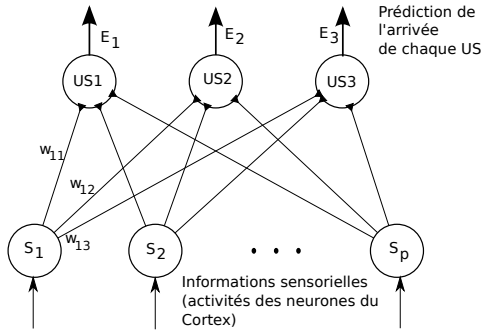 Prédiction de
l'arrivée
de chaque US
E1
E2
E3
US1
US2
US3
w11
w12
w13
S1
S2
. . .
Sp
Informations sensorielles
(activités des neurones du
Cortex)